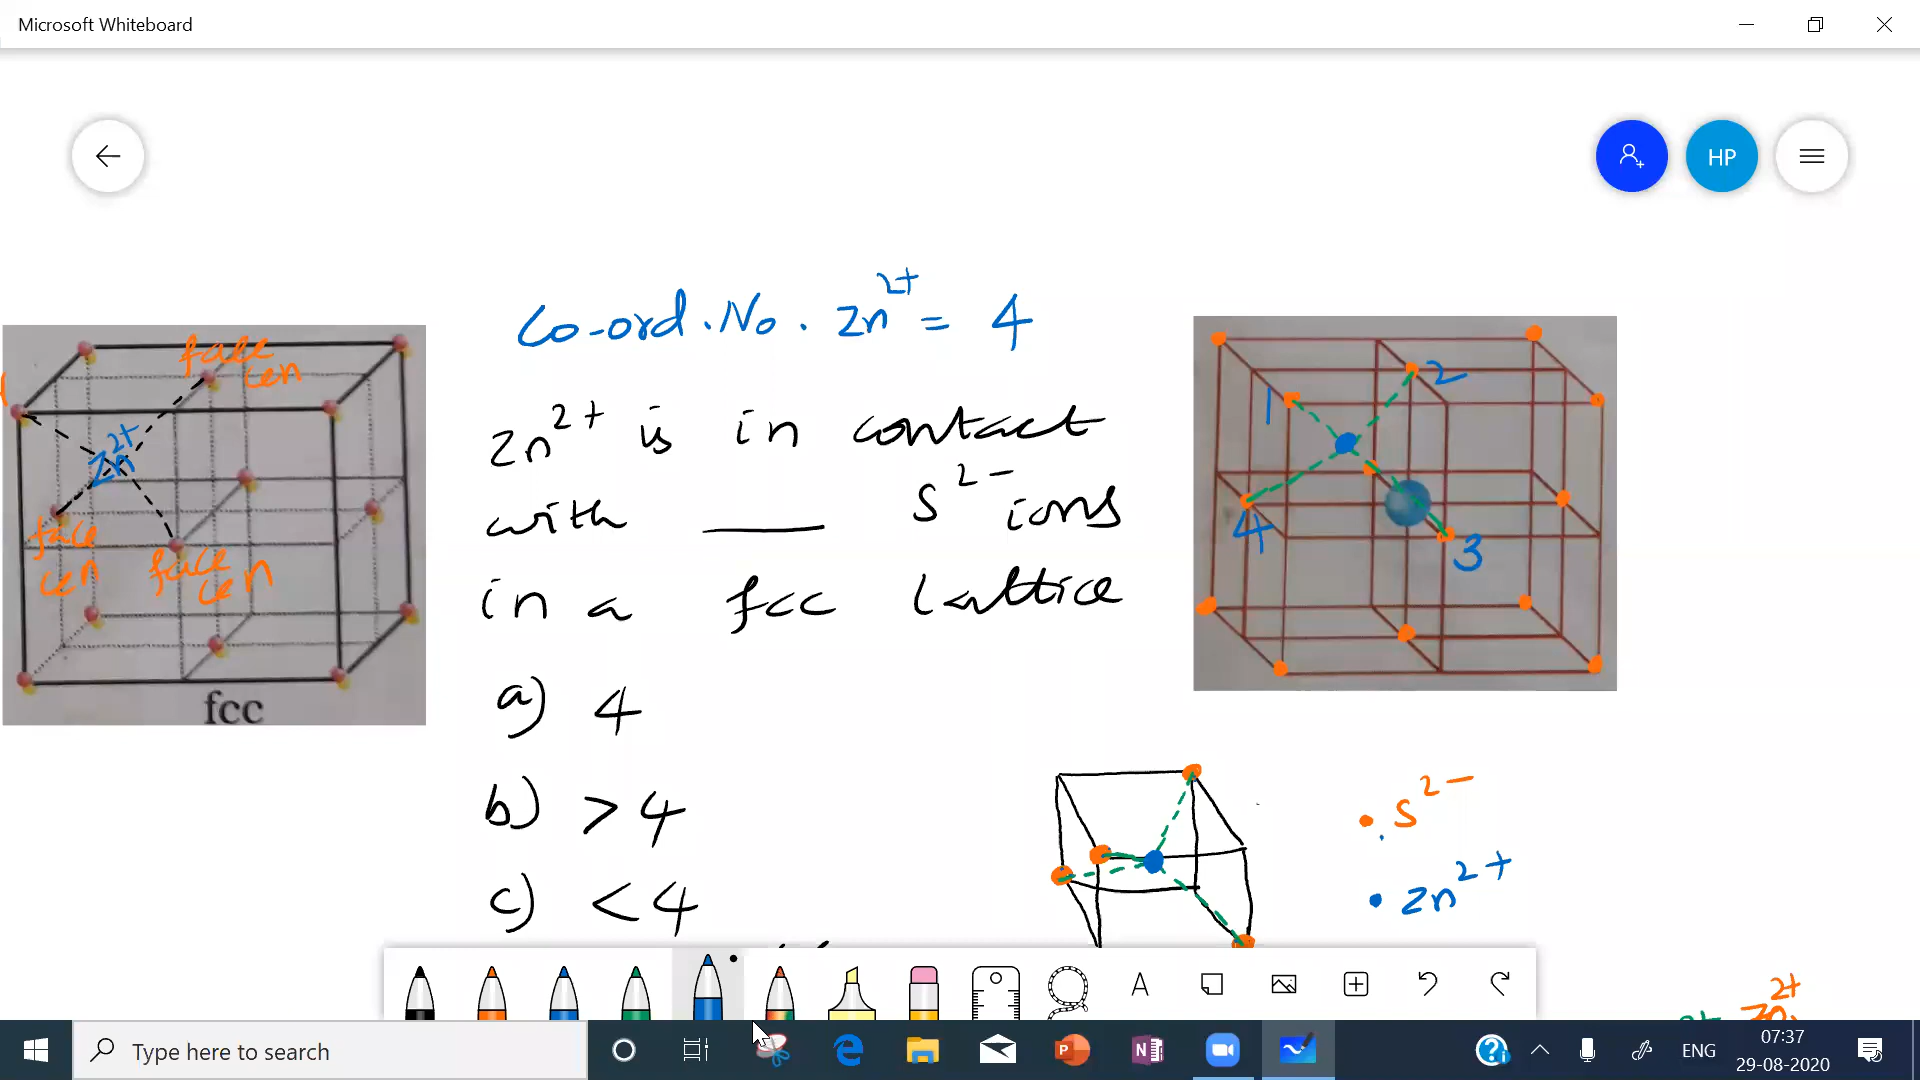 Microsoft Whiteboard
HP
Co-ord. No. Zn2+ = 4
Zn2+ is in contact
with ____ S2- ions
in a fcc lattice
a) 4
b) > 4
c) < 4
face
cen
Zn2+
face
cen
face
cen
fcc
1
2
3
4
• S2-
• Zn2+
2+
A
Type here to search
ENG
07:37
29-08-2020